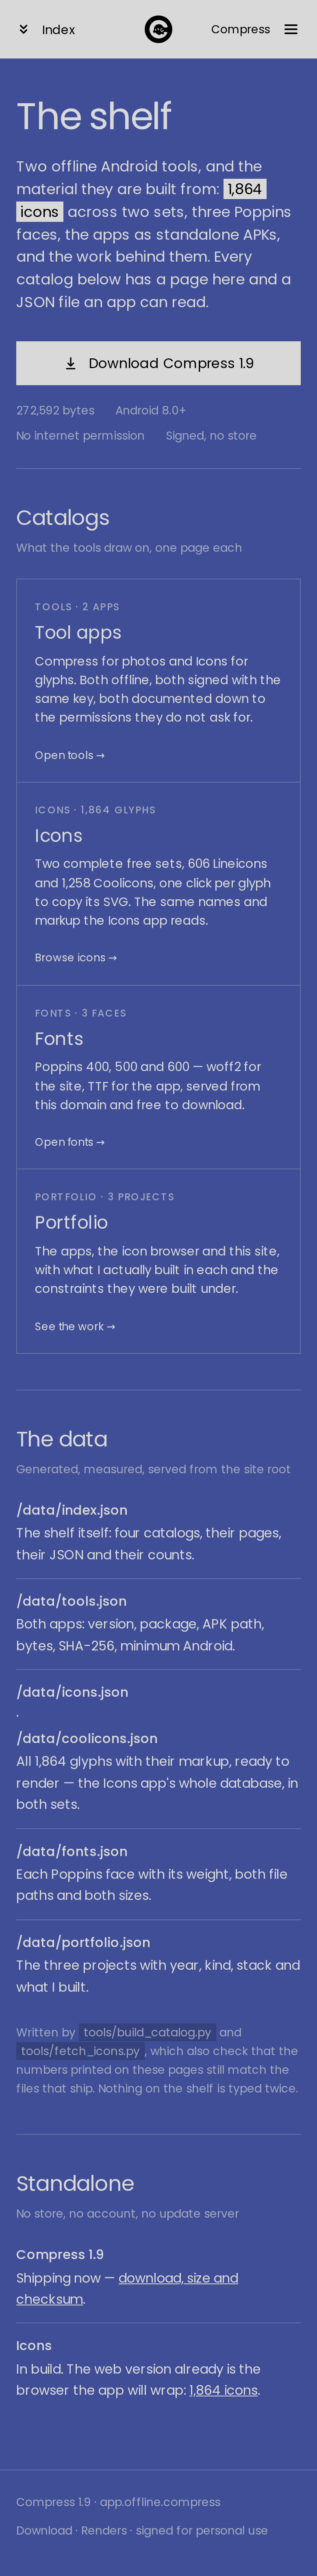 Index
Compress
The shelf
Two offline Android tools, and the
material they are built from: 1,864
icons across two sets, three Poppins
faces, the apps as standalone APKs,
and the work behind them. Every
catalog below has a page here and a
JSON file an app can read.
Download Compress 1.9
272,592 bytes Android 8.0+
No internet permission Signed, no store
Catalogs
What the tools draw on, one page each
TOOLS · 2 APPS
Tool apps
Compress for photos and Icons for
glyphs. Both offline, both signed with the
same key, both documented down to
the permissions they do not ask for.
Open tools →
ICONS · 1,864 GLYPHS
Icons
Two complete free sets, 606 Lineicons
and 1,258 Coolicons, one click per glyph
to copy its SVG. The same names and
markup the Icons app reads.
Browse icons →
FONTS · 3 FACES
Fonts
Poppins 400, 500 and 600 — woff2 for
the site, TTF for the app, served from
this domain and free to download.
Open fonts →
PORTFOLIO · 3 PROJECTS
Portfolio
The apps, the icon browser and this site,
with what I actually built in each and the
constraints they were built under.
See the work →
The data
Generated, measured, served from the site root
/data/index.json
The shelf itself: four catalogs, their pages,
their JSON and their counts.
/data/tools.json
Both apps: version, package, APK path,
bytes, SHA-256, minimum Android.
/data/icons.json
·
/data/coolicons.json
All 1,864 glyphs with their markup, ready to
render — the Icons app's whole database, in
both sets.
/data/fonts.json
Each Poppins face with its weight, both file
paths and both sizes.
/data/portfolio.json
The three projects with year, kind, stack and
what I built.
Written by tools/build_catalog.py and
tools/fetch_icons.py, which also check that the
numbers printed on these pages still match the
files that ship. Nothing on the shelf is typed twice.
Standalone
No store, no account, no update server
Compress 1.9
Shipping now — download, size and
checksum.
Icons
In build. The web version already is the
browser the app will wrap: 1,864 icons.
Compress 1.9 · app.offline.compress
Download · Renders · signed for personal use